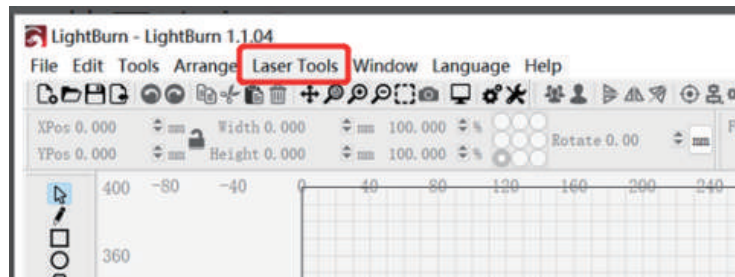 LightBurn - LightBurn 1.1.04
File Edit Tools Arrange Laser Tools Window Language Help
XPos 0.000 mm Width 0.000 mm 100.000 % Rotate 0.00 mm
YPos 0.000 mm Height 0.000 mm 100.000 %
400 -80 -40 0 40 80 120 160 200 240
360